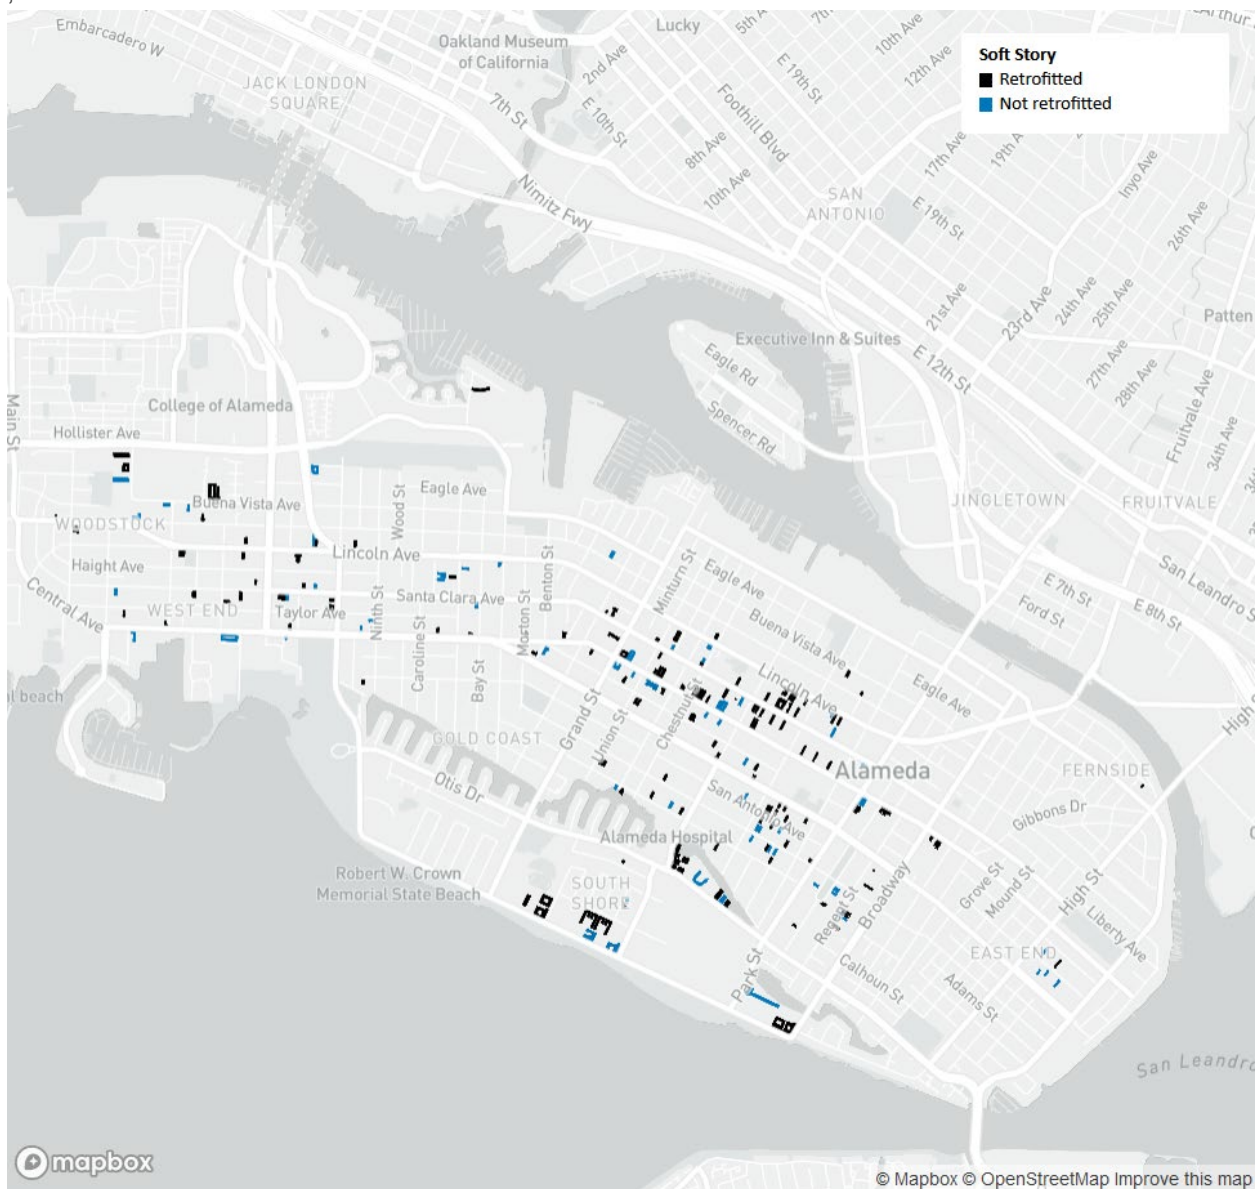 Embarcadero W
Lucky
Oakland Museum
of California
2nd Ave
7th St
E 10th St
JACK LONDON
SQUARE
5th A
7th
10th Ave
12th Ave
E 19th St
Foothill Blvd
8th Ave
10th Ave
Soft Story
Retrofitted
Not retrofitted
17th Ave
19th A
Inyo Ave
26th Ave
SAN
ANTONIO
E 19th St
Nimitz Fwy
21st Ave
23rd Ave
24th Ave
25th Ave
Patten
Executive Inn & Suites
E 12th St
27th Ave
28th Ave
Fruitvale Ave
34th Ave
Eagle Rd
Spencer Rd
College of Alameda
Main St
Hollister Ave
Eagle Ave
Wood St
Buena Vista Ave
WOODSTOCK
JINGLETOWN
FRUITVALE
Lincoln Ave
Haight Ave
Benton St
Minturn St
Eagle Ave
San Leandro S
E 7th St
E 8th St
Ford St
Central Ave
WEST END
Taylor Ave
Ninth St
Santa Clara Ave
Morton St
Caroline St
Bay St
Buena Vista Ave
Lincoln Ave
Eagle Ave
High S
al beach
Grand St
Union St
Chestnut St
GOLD COAST
Otis Dr
Alameda
FERNSIDE
San Antonio Ave
Gibbons Dr
Alameda Hospital
Robert W. Crown
Memorial State Beach
SOUTH
SHORE
Regent St
Broadway
Grove St
Mound St
High St
Liberty Ave
EAST END
Park St
Calhoun St
Adams St
San Leandro
mapbox
© Mapbox © OpenStreetMap Improve this map